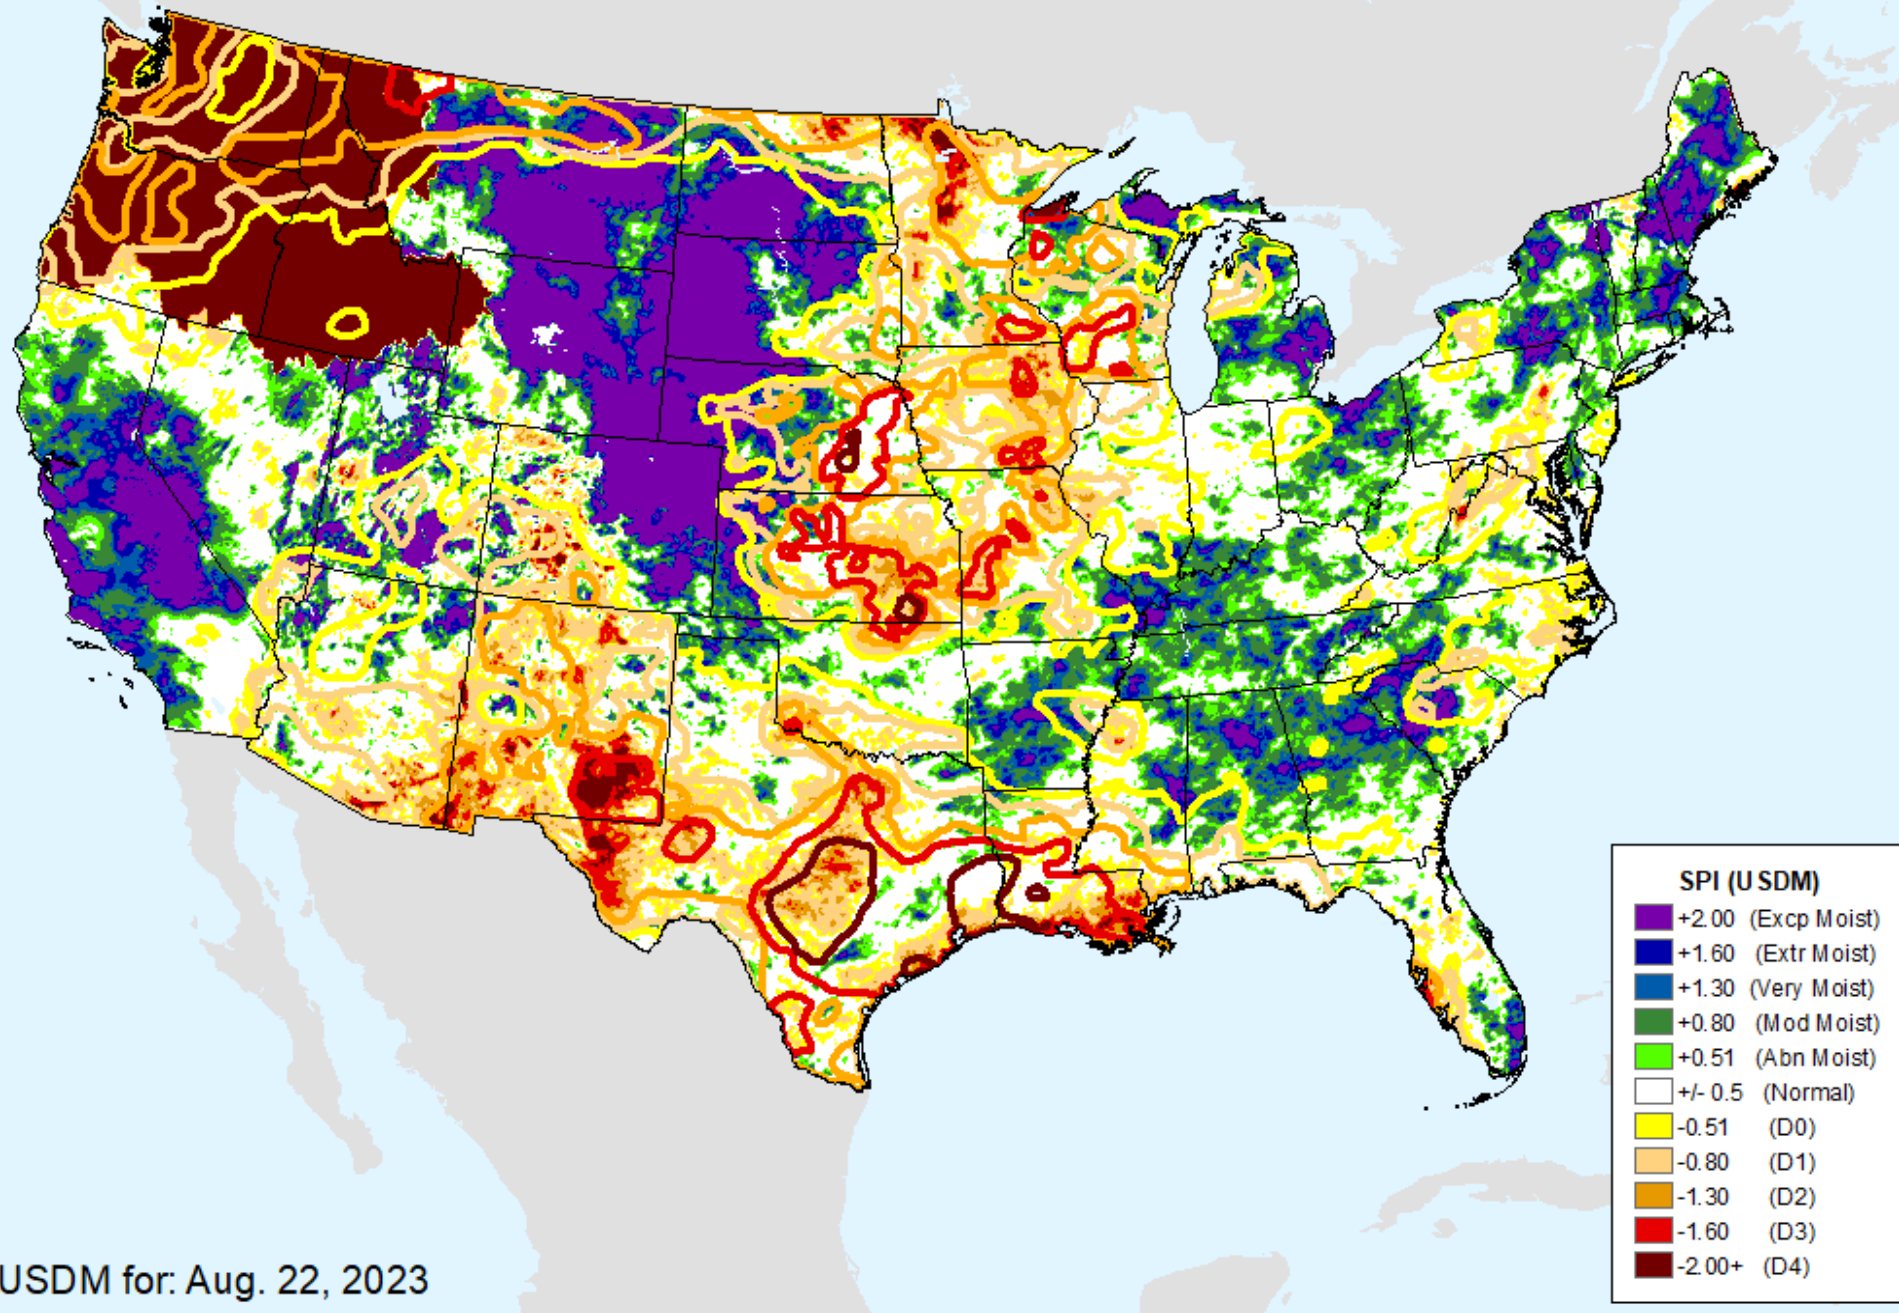 SPI (USDM)
+2.00 (Excp Moist)
+1.60 (Extr Moist)
+1.30 (Very Moist)
+0.80 (Mod Moist)
+0.51 (Abn Moist)
+/- 0.5 (Normal)
-0.51 (D0)
-0.80 (D1)
-1.30 (D2)
-1.60 (D3)
-2.00+ (D4)
USDM for: Aug. 22, 2023